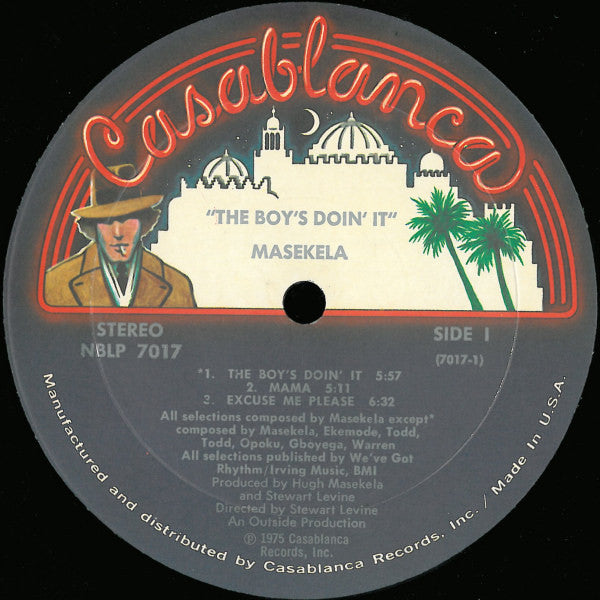 Casablanca
"THE BOY'S DOIN' IT"
MASEKELA
STEREO
NBLP 7017
SIDE 1
(7017-1)
*1. THE BOY'S DOIN' IT 5:57
2. MAMA 5:11
3. EXCUSE ME PLEASE 6:32
All selections composed by Masekela except*
composed by Masekela, Ekemode, Todd,
Todd, Opoku, Gboyega, Warren
All selections published by We've Got
Rhythm/Irving Music, BMI
Produced by Hugh Masekela
and Stewart Levine
Directed by Stewart Levine
An Outside Production
Ⓟ 1975 Casablanca
Records, Inc.
Manufactured and distributed by Casablanca Records, Inc. / Made In U.S.A.